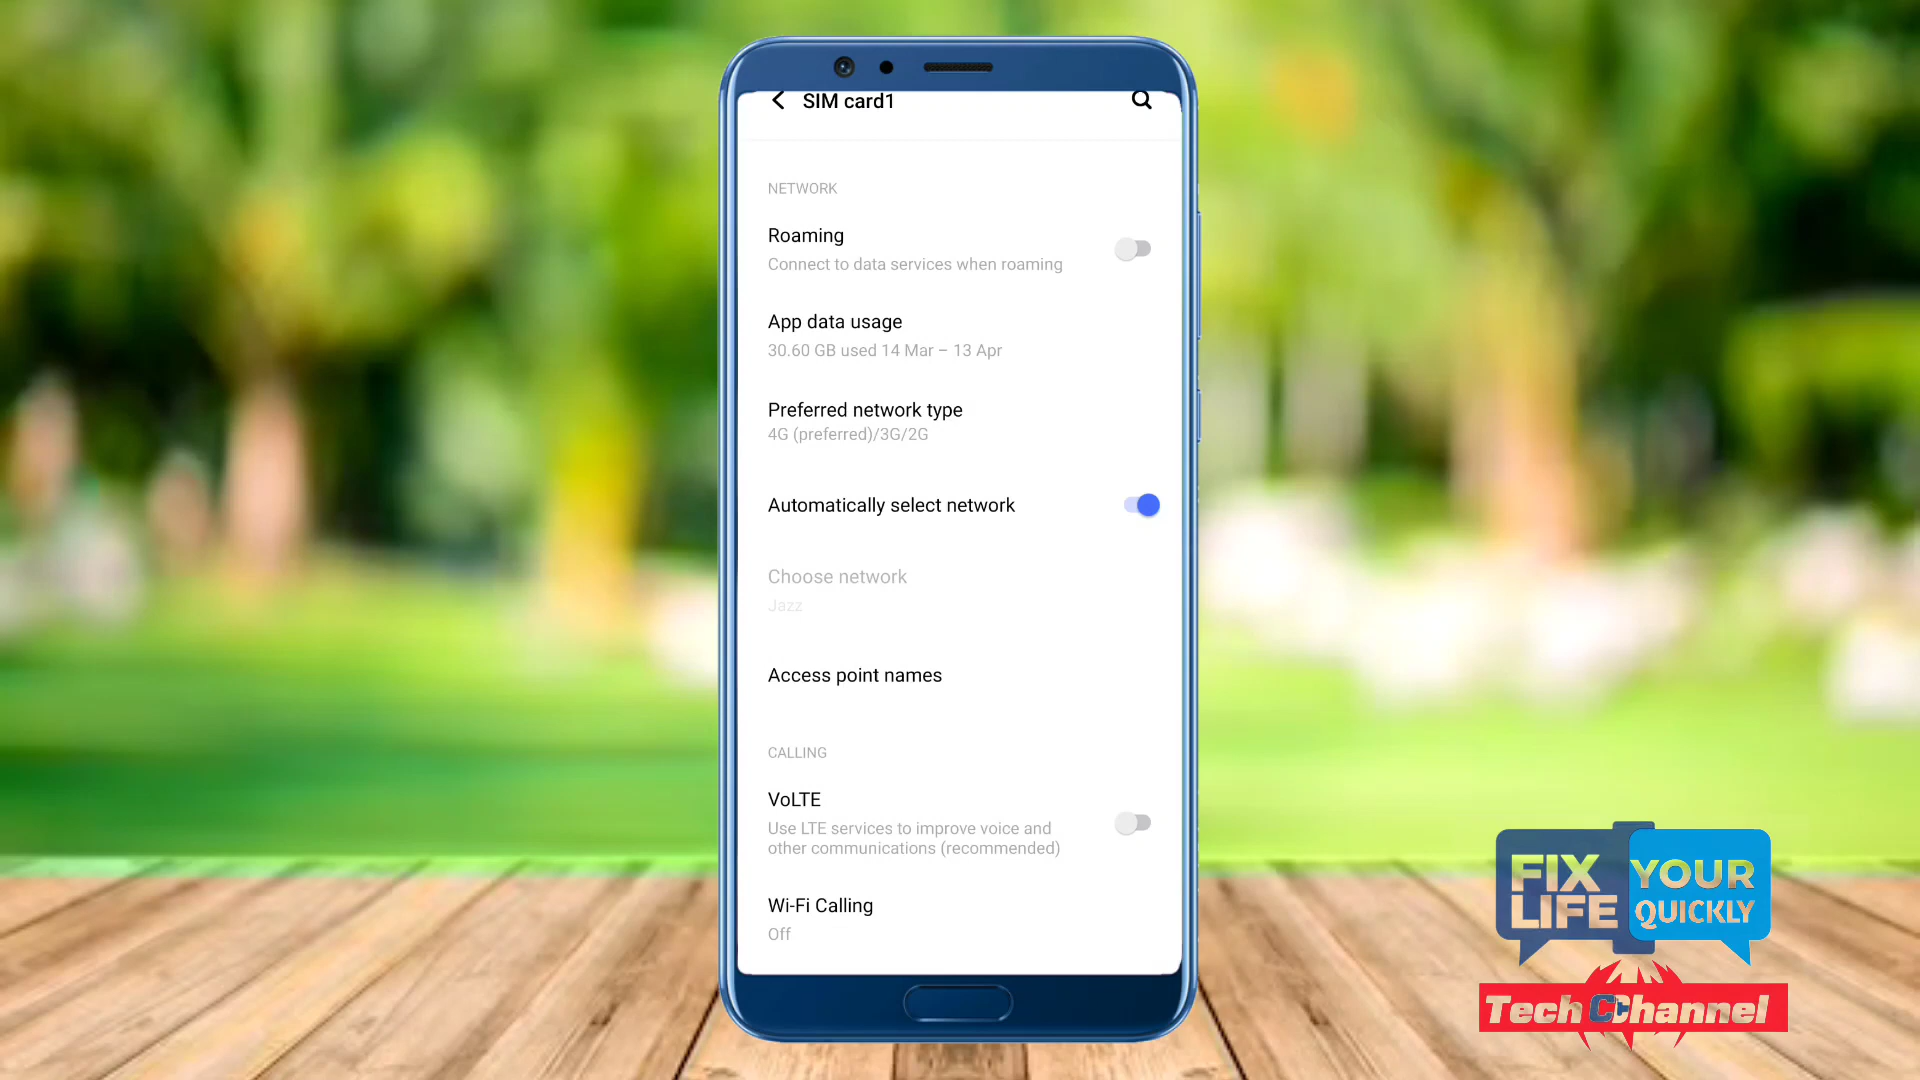 SIM card1
NETWORK
Roaming
Connect to data services when roaming
App data usage
30.60 GB used 14 Mar – 13 Apr
Preferred network type
4G (preferred)/3G/2G
Automatically select network
Choose network
Jazz
Access point names
CALLING
VoLTE
Use LTE services to improve voice and
other communications (recommended)
Wi-Fi Calling
Off
FIX YOUR
LIFE QUICKLY
Tech Channel